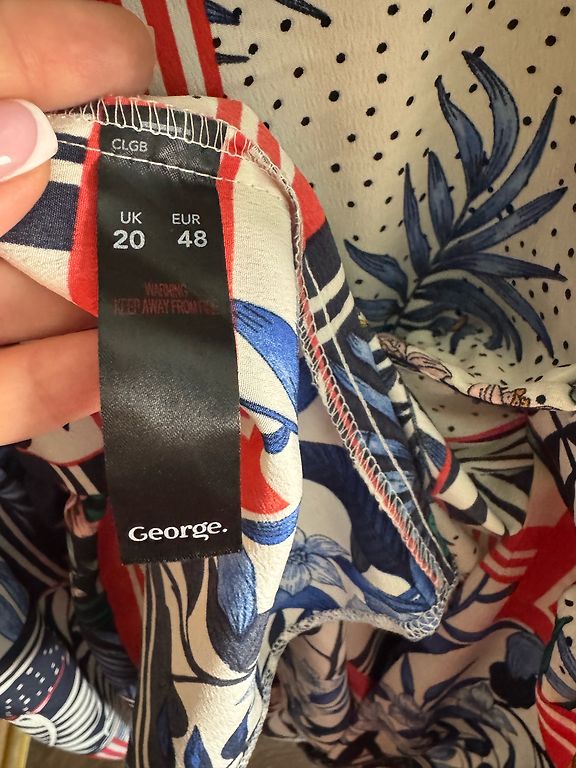 CLGB
UK EUR
20 48
WARNING
KEEP AWAY FROM FIRE
George.